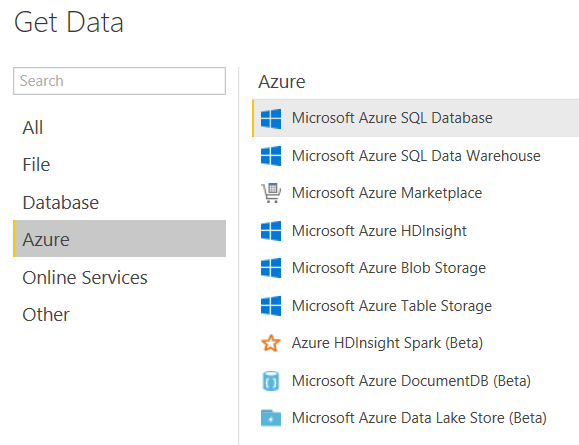 Get Data
Search
All
File
Database
Azure
Online Services
Other
Azure
Microsoft Azure SQL Database
Microsoft Azure SQL Data Warehouse
Microsoft Azure Marketplace
Microsoft Azure HDInsight
Microsoft Azure Blob Storage
Microsoft Azure Table Storage
Azure HDInsight Spark (Beta)
Microsoft Azure DocumentDB (Beta)
Microsoft Azure Data Lake Store (Beta)